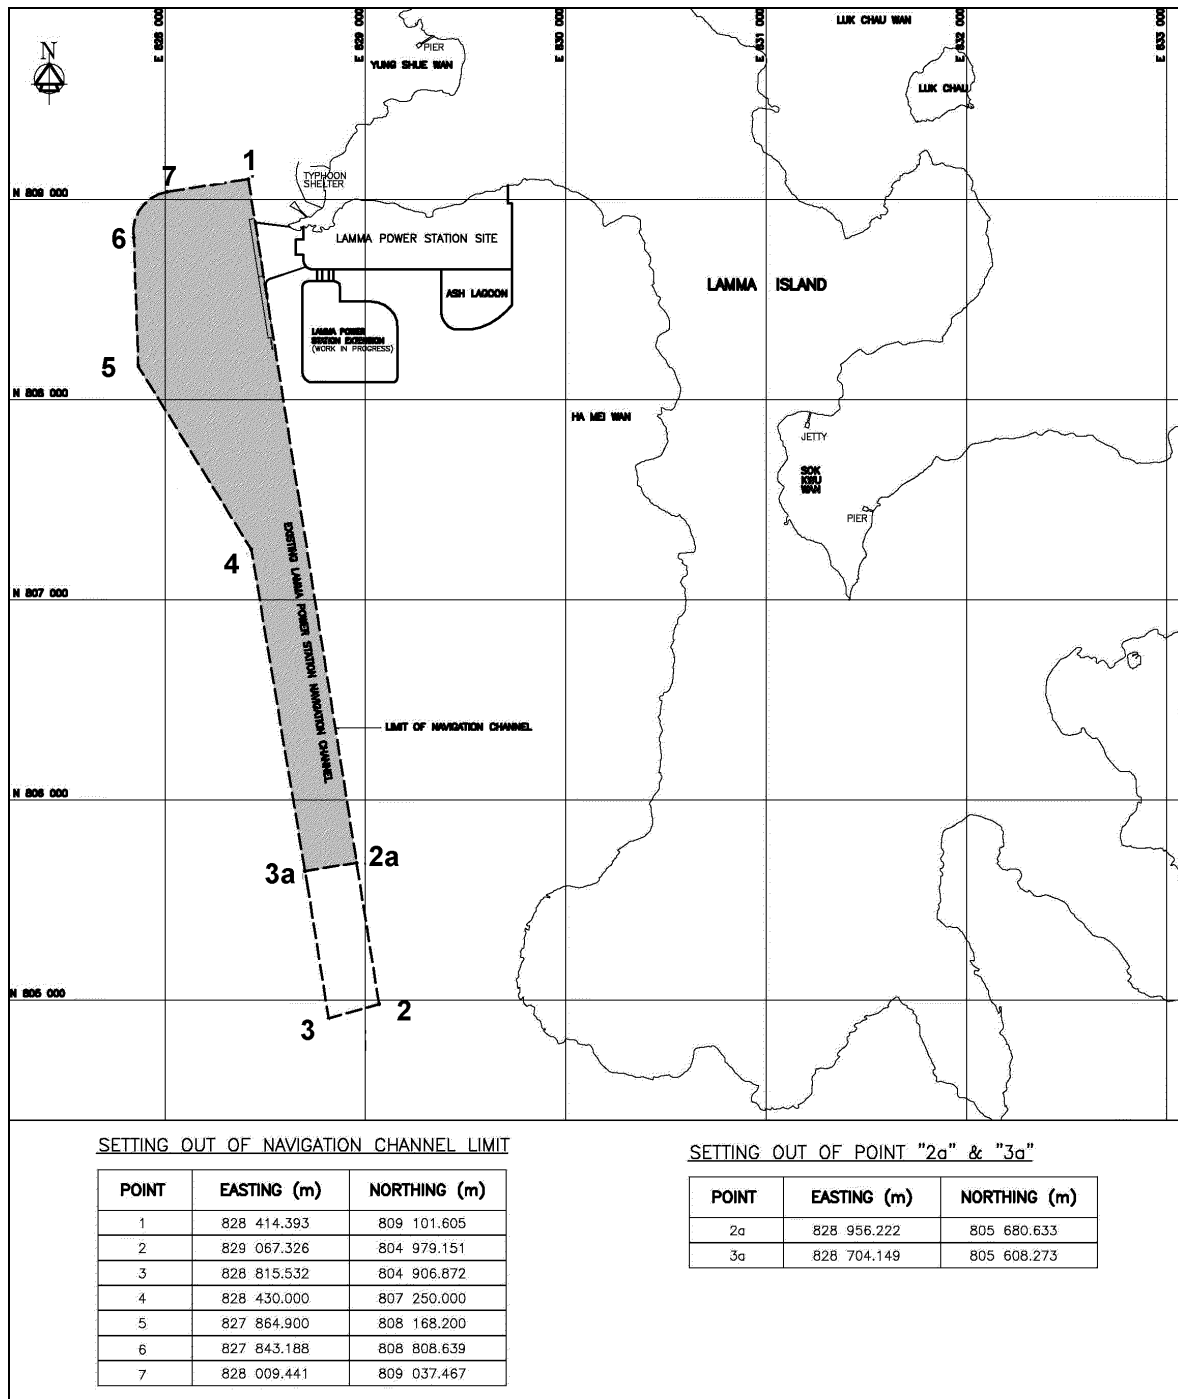 E 828 000
E 829 000
E 830 000
E 831 000
E 832 000
E 833 000
LUK CHAU WAN
N
PIER
YUNG SHUE WAN
LUK CHAU
1
7
TYPHOON
SHELTER
N 809 000
6
LAMMA POWER STATION SITE
LAMMA ISLAND
ASH LAGOON
LAMMA POWER
STATION EXTENSION
(WORK IN PROGRESS)
5
N 808 000
HA MEI WAN
JETTY
SOK
KWU
WAN
PIER
4
EXISTING LAMMA POWER STATION NAVIGATION CHANNEL
N 807 000
LIMIT OF NAVIGATION CHANNEL
N 806 000
3a
2a
N 805 000
3
2
SETTING OUT OF NAVIGATION CHANNEL LIMIT
POINT EASTING (m) NORTHING (m)
1 828 414.393 809 101.605
2 829 067.326 804 979.151
3 828 815.532 804 906.872
4 828 430.000 807 250.000
5 827 864.900 808 168.200
6 827 843.188 808 808.639
7 828 009.441 809 037.467
SETTING OUT OF POINT "2a" & "3a"
POINT EASTING (m) NORTHING (m)
2a 828 956.222 805 680.633
3a 828 704.149 805 608.273